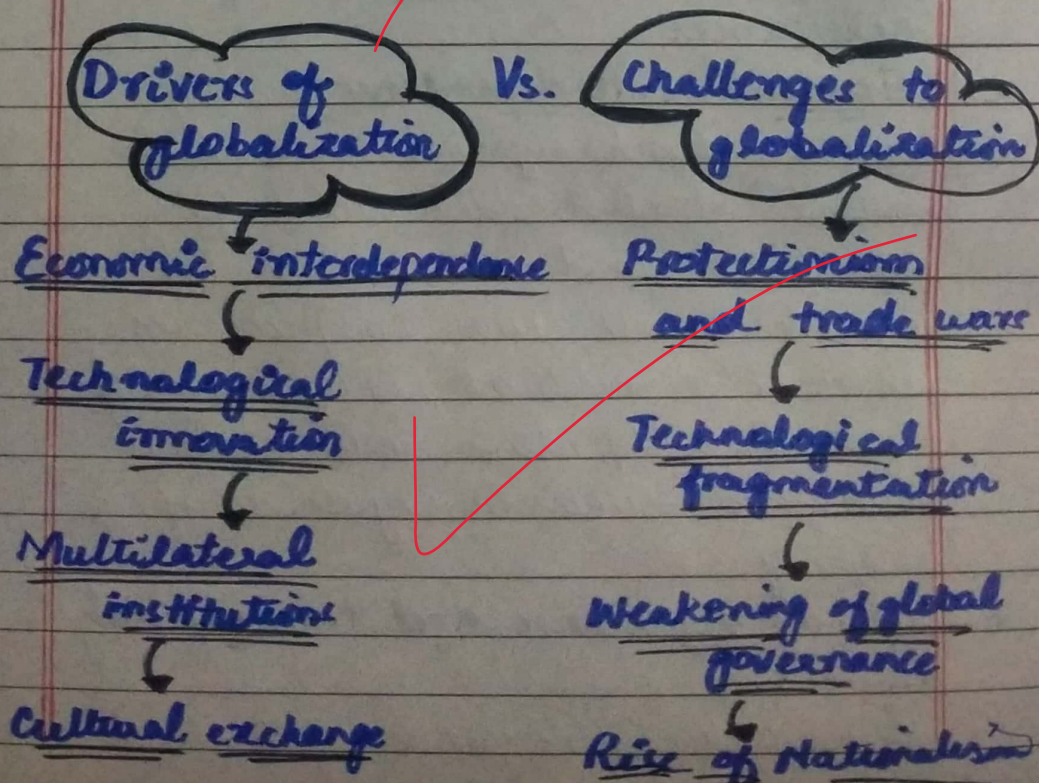 Drivers of
globalization
Vs.
Challenges to
globalization
Economic interdependence
Technological
innovation
Multilateral
institutions
Cultural exchange
Protectionism
and trade wars
Technological
fragmentation
Weakening of global
governance
Rise of Nationalism